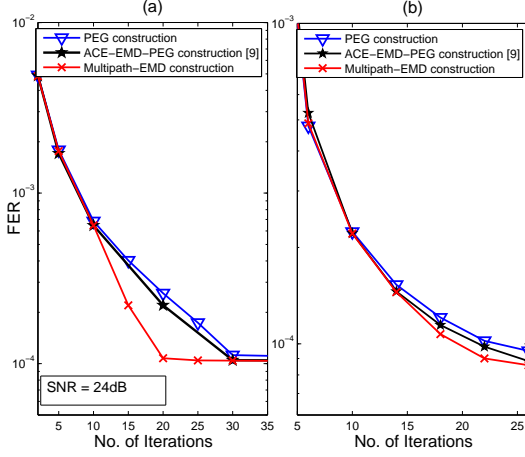 (a)
(b)
10^-2
10^-3
10^-4
FER
PEG construction
ACE-EMD-PEG construction [9]
Multipath-EMD construction
SNR = 24dB
5 10 15 20 25 30 35
No. of Iterations
10^-3
10^-4
PEG construction
ACE-EMD-PEG construction [9]
Multipath-EMD construction
5 10 15 20 25
No. of Iterations